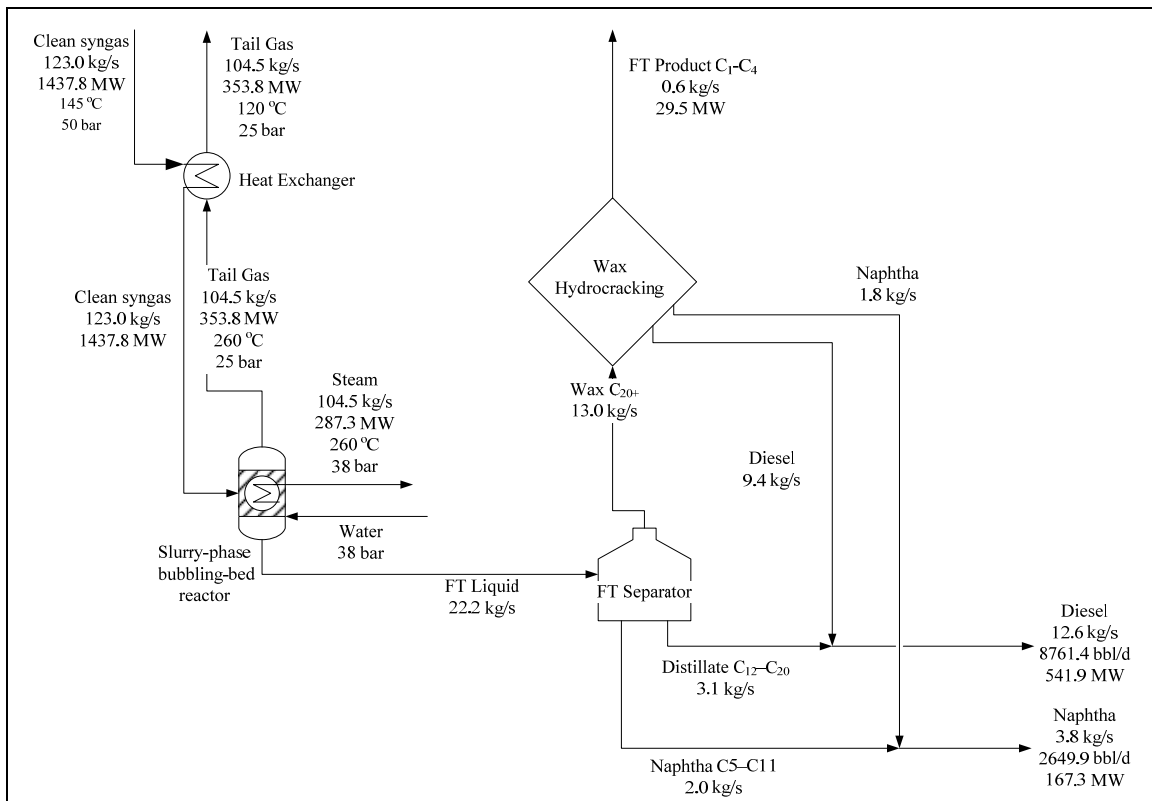 Clean syngas
123.0 kg/s
1437.8 MW
145 °C
50 bar
Tail Gas
104.5 kg/s
353.8 MW
120 °C
25 bar
FT Product C₁-C₄
0.6 kg/s
29.5 MW
Heat Exchanger
Wax
Hydrocracking
Naphtha
1.8 kg/s
Clean syngas
123.0 kg/s
1437.8 MW
Tail Gas
104.5 kg/s
353.8 MW
260 °C
25 bar
Steam
104.5 kg/s
287.3 MW
260 °C
38 bar
Wax C₂₀₊
13.0 kg/s
Diesel
9.4 kg/s
Water
38 bar
Slurry-phase
bubbling-bed
reactor
FT Liquid
22.2 kg/s
FT Separator
Distillate C₁₂–C₂₀
3.1 kg/s
Diesel
12.6 kg/s
8761.4 bbl/d
541.9 MW
Naphtha C5–C11
2.0 kg/s
Naphtha
3.8 kg/s
2649.9 bbl/d
167.3 MW